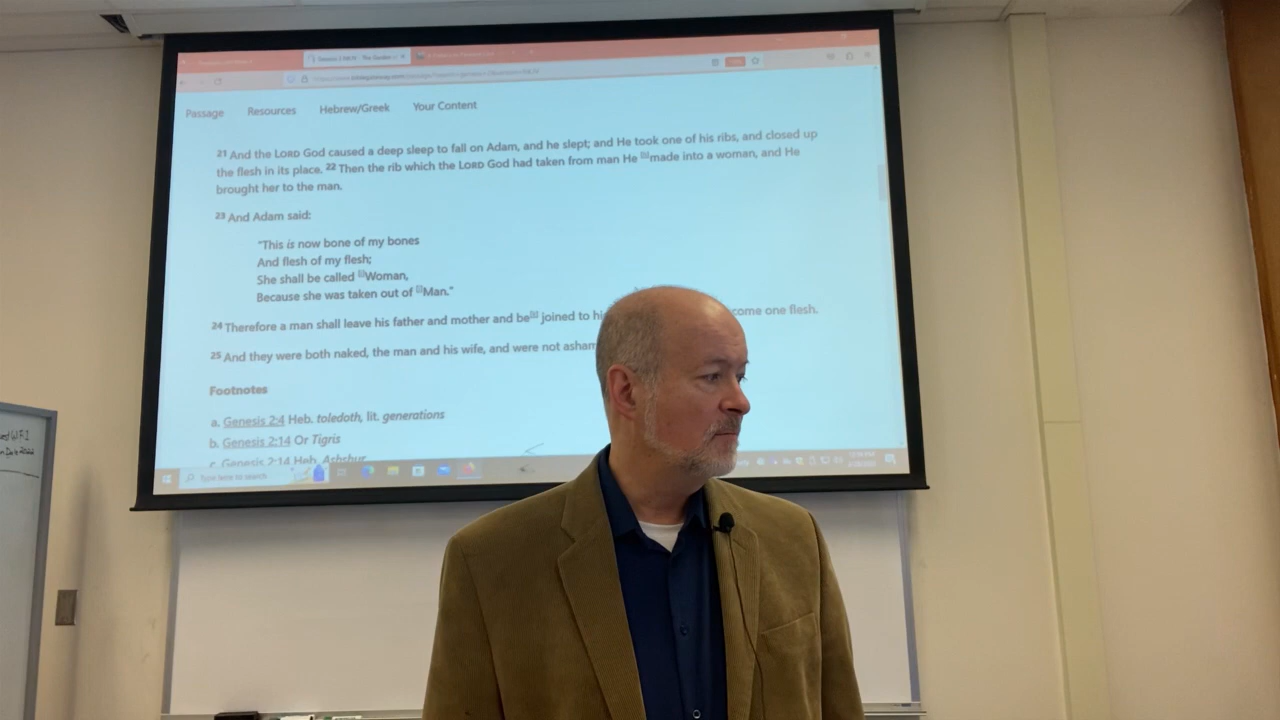 Passage Resources Hebrew/Greek Your Content
21 And the LORD God caused a deep sleep to fall on Adam, and he slept; and He took one of his ribs, and closed up
the flesh in its place. 22 Then the rib which the LORD God had taken from man He made into a woman, and He
brought her to the man.
23 And Adam said:
“This is now bone of my bones
And flesh of my flesh;
She shall be called Woman,
Because she was taken out of Man.”
24 Therefore a man shall leave his father and mother and be joined to come one flesh.
25 And they were both naked, the man and his wife, and were not asham
Footnotes
a. Genesis 2:4 Heb. toledoth, lit. generations
b. Genesis 2:14 Or Tigris
c. Genesis 2:14 Heb. Ashshur
Type here to search